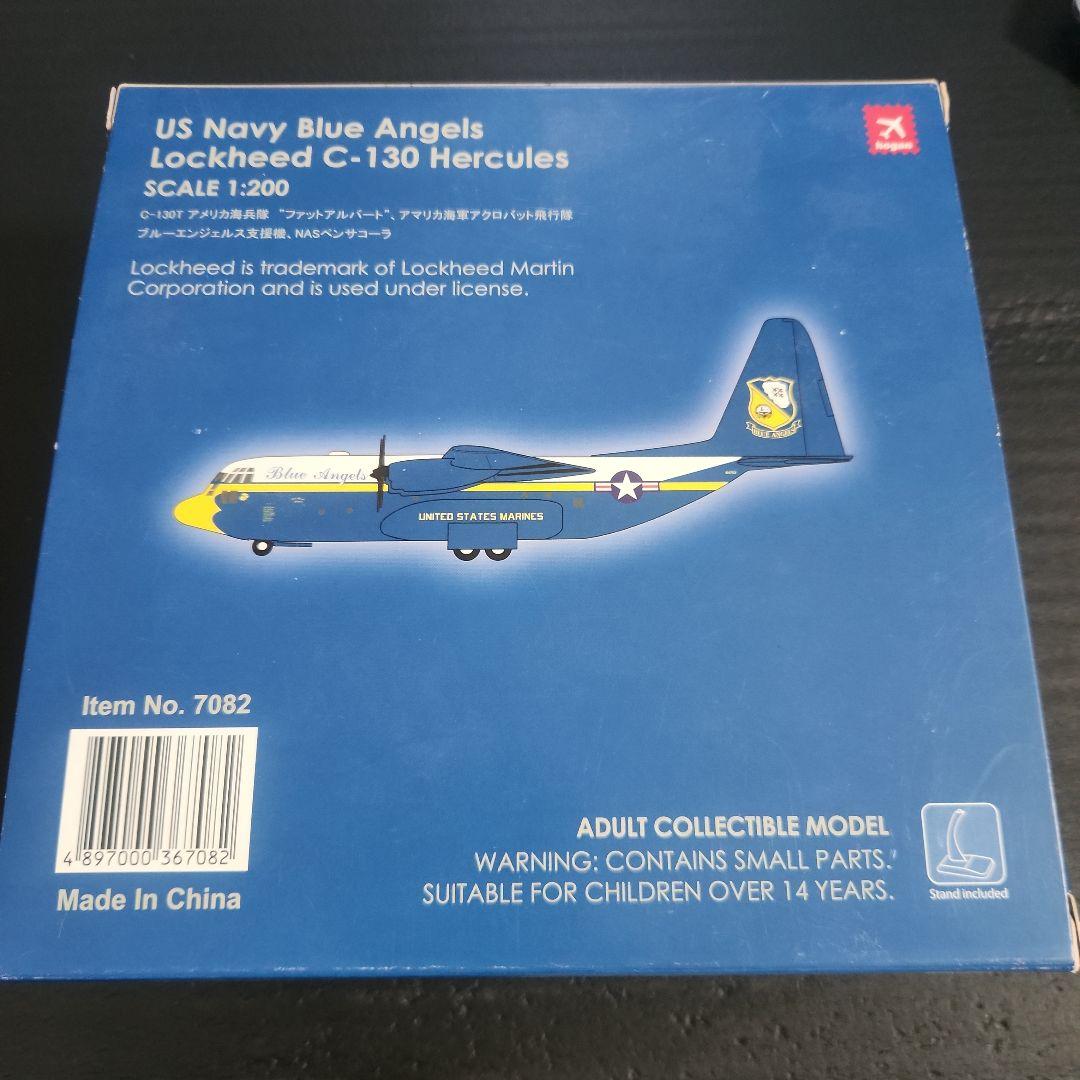 US Navy Blue Angels
Lockheed C-130 Hercules
SCALE 1:200
C-130T アメリカ海兵隊 “ファットアルバート”、アマリカ海軍アクロバット飛行隊
ブルーエンジェルス支援機、NASペンサコーラ
Lockheed is trademark of Lockheed Martin
Corporation and is used under license.
hogan
Blue Angels
UNITED STATES MARINES
BLUE ANGELS
Item No. 7082
4 897000 367082
Made In China
ADULT COLLECTIBLE MODEL
WARNING: CONTAINS SMALL PARTS.
SUITABLE FOR CHILDREN OVER 14 YEARS.
Stand included